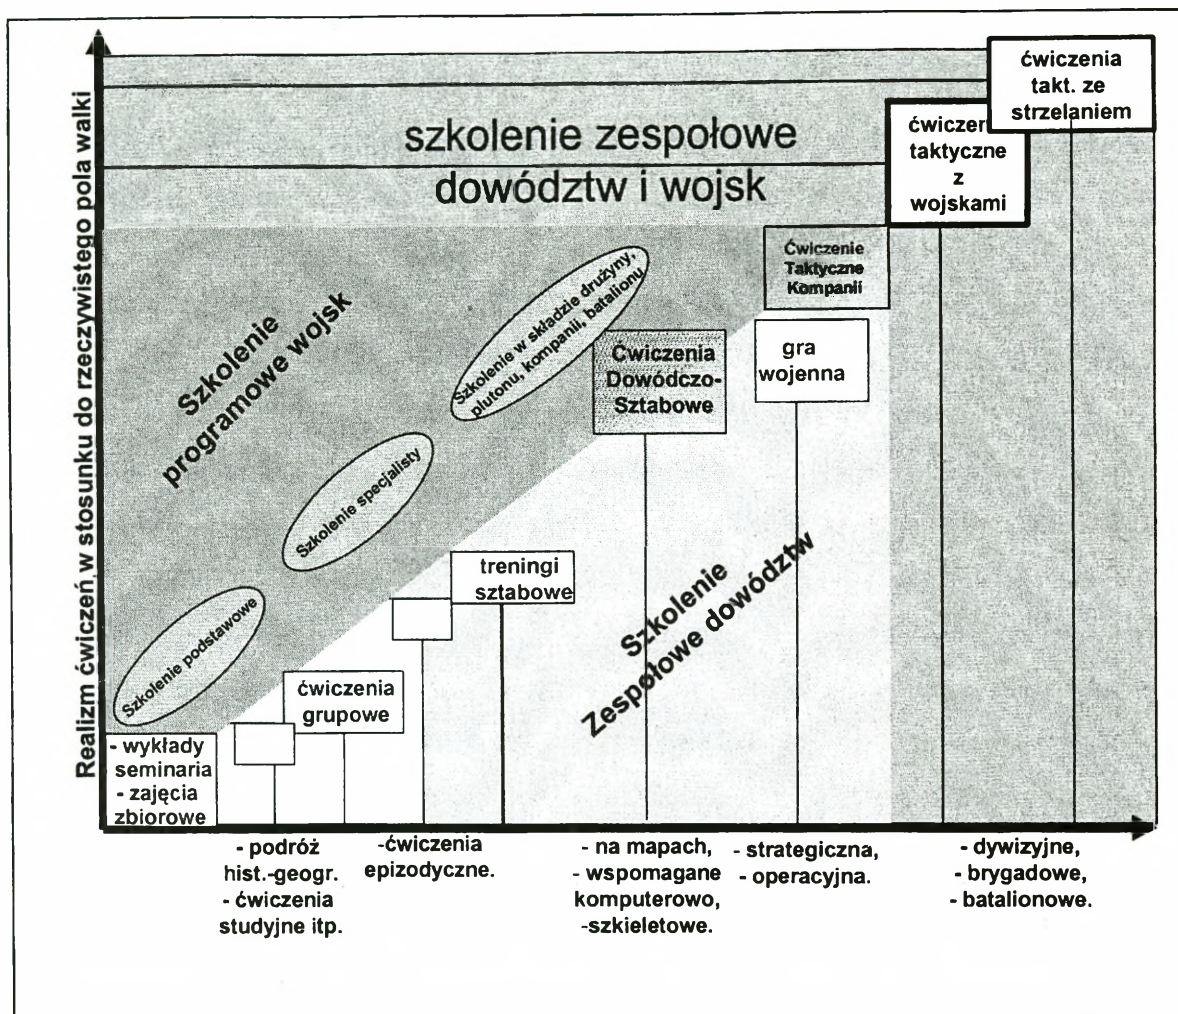 Realizm ćwiczeń w stosunku do rzeczywistego pola walki
ćwiczenia
takt. ze
strzelaniem
szkolenie zespołowe
dowództw i wojsk
taktyczne
z
wojskami
Ćwiczenie
Taktyczne
Kompanii
Szkolenie
programowe wojsk
Szkolenie w składzie drużyny,
plutonu, kompanii, batalionu
Ćwiczenia
Dowódczo-
Sztabowe
gra
wojenna
Szkolenie specjalisty
Szkolenie podstawowe
treningi
sztabowe
Szkolenie
Zespołowe dowództw
ćwiczenia
grupowe
- wykłady
seminaria
- zajęcia
zbiorowe
- podróż
hist.-geogr.
- ćwiczenia
studyjne itp.
-ćwiczenia
epizodyczne.
- na mapach,
- wspomagane
komputerowo,
-szkieletowe.
- strategiczna,
- operacyjna.
- dywizyjne,
- brygadowe,
- batalionowe.